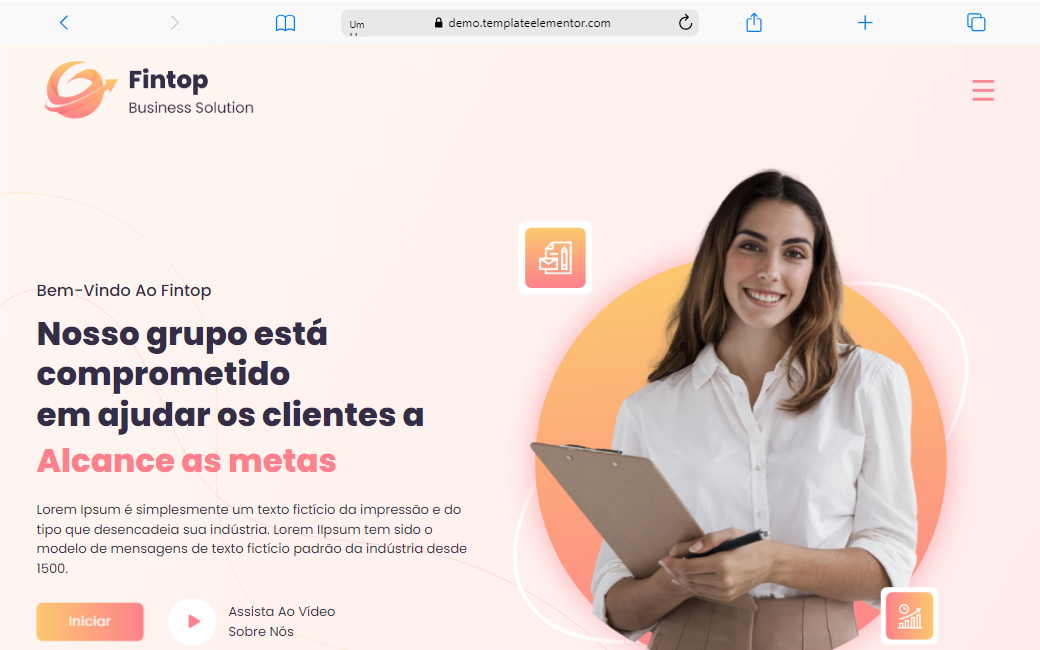 Um
demo.templateelementor.com
Fintop
Business Solution
Bem-Vindo Ao Fintop
Nosso grupo está
comprometido
em ajudar os clientes a
Alcance as metas
Lorem Ipsum é simplesmente um texto fictício da impressão e do
tipo que desencadeia sua indústria. Lorem IIpsum tem sido o
modelo de mensagens de texto fictício padrão da indústria desde
1500.
Iniciar
Assista Ao Vídeo
Sobre Nós